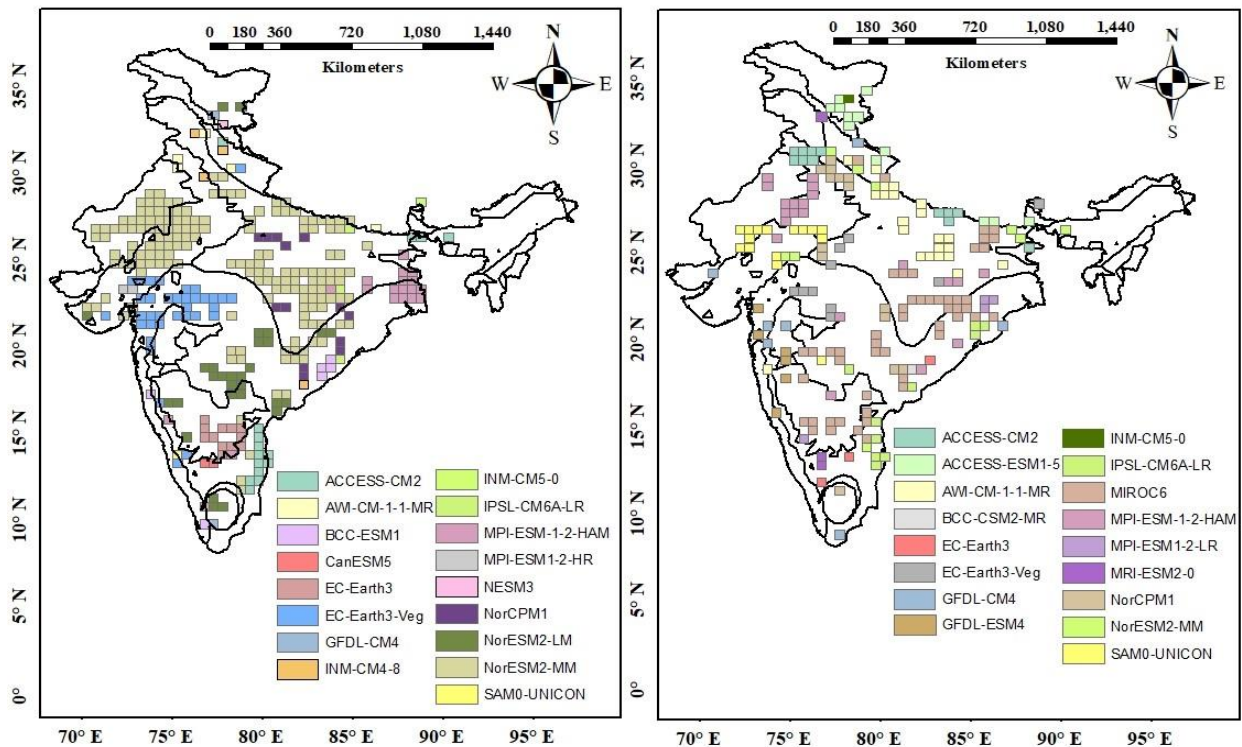 0 180 360 720 1,080 1,440
Kilometers
N
W E
S
35° N
30° N
25° N
20° N
15° N
10° N
5° N
0°
70° E 75° E 80° E 85° E 90° E 95° E
ACCESS-CM2
AWI-CM-1-1-MR
BCC-ESM1
CanESM5
EC-Earth3
EC-Earth3-Veg
GFDL-CM4
INM-CM4-8
INM-CM5-0
IPSL-CM6A-LR
MPI-ESM-1-2-HAM
MPI-ESM1-2-HR
NESM3
NorCPM1
NorESM2-LM
NorESM2-MM
SAM0-UNICON
0 180 360 720 1,080 1,440
Kilometers
N
W E
S
35° N
30° N
25° N
20° N
15° N
10° N
5° N
0°
70° E 75° E 80° E 85° E 90° E 95° E
ACCESS-CM2
ACCESS-ESM1-5
AWI-CM-1-1-MR
BCC-CSM2-MR
EC-Earth3
EC-Earth3-Veg
GFDL-CM4
GFDL-ESM4
INM-CM5-0
IPSL-CM6A-LR
MIROC6
MPI-ESM-1-2-HAM
MPI-ESM1-2-LR
MRI-ESM2-0
NorCPM1
NorESM2-MM
SAM0-UNICON